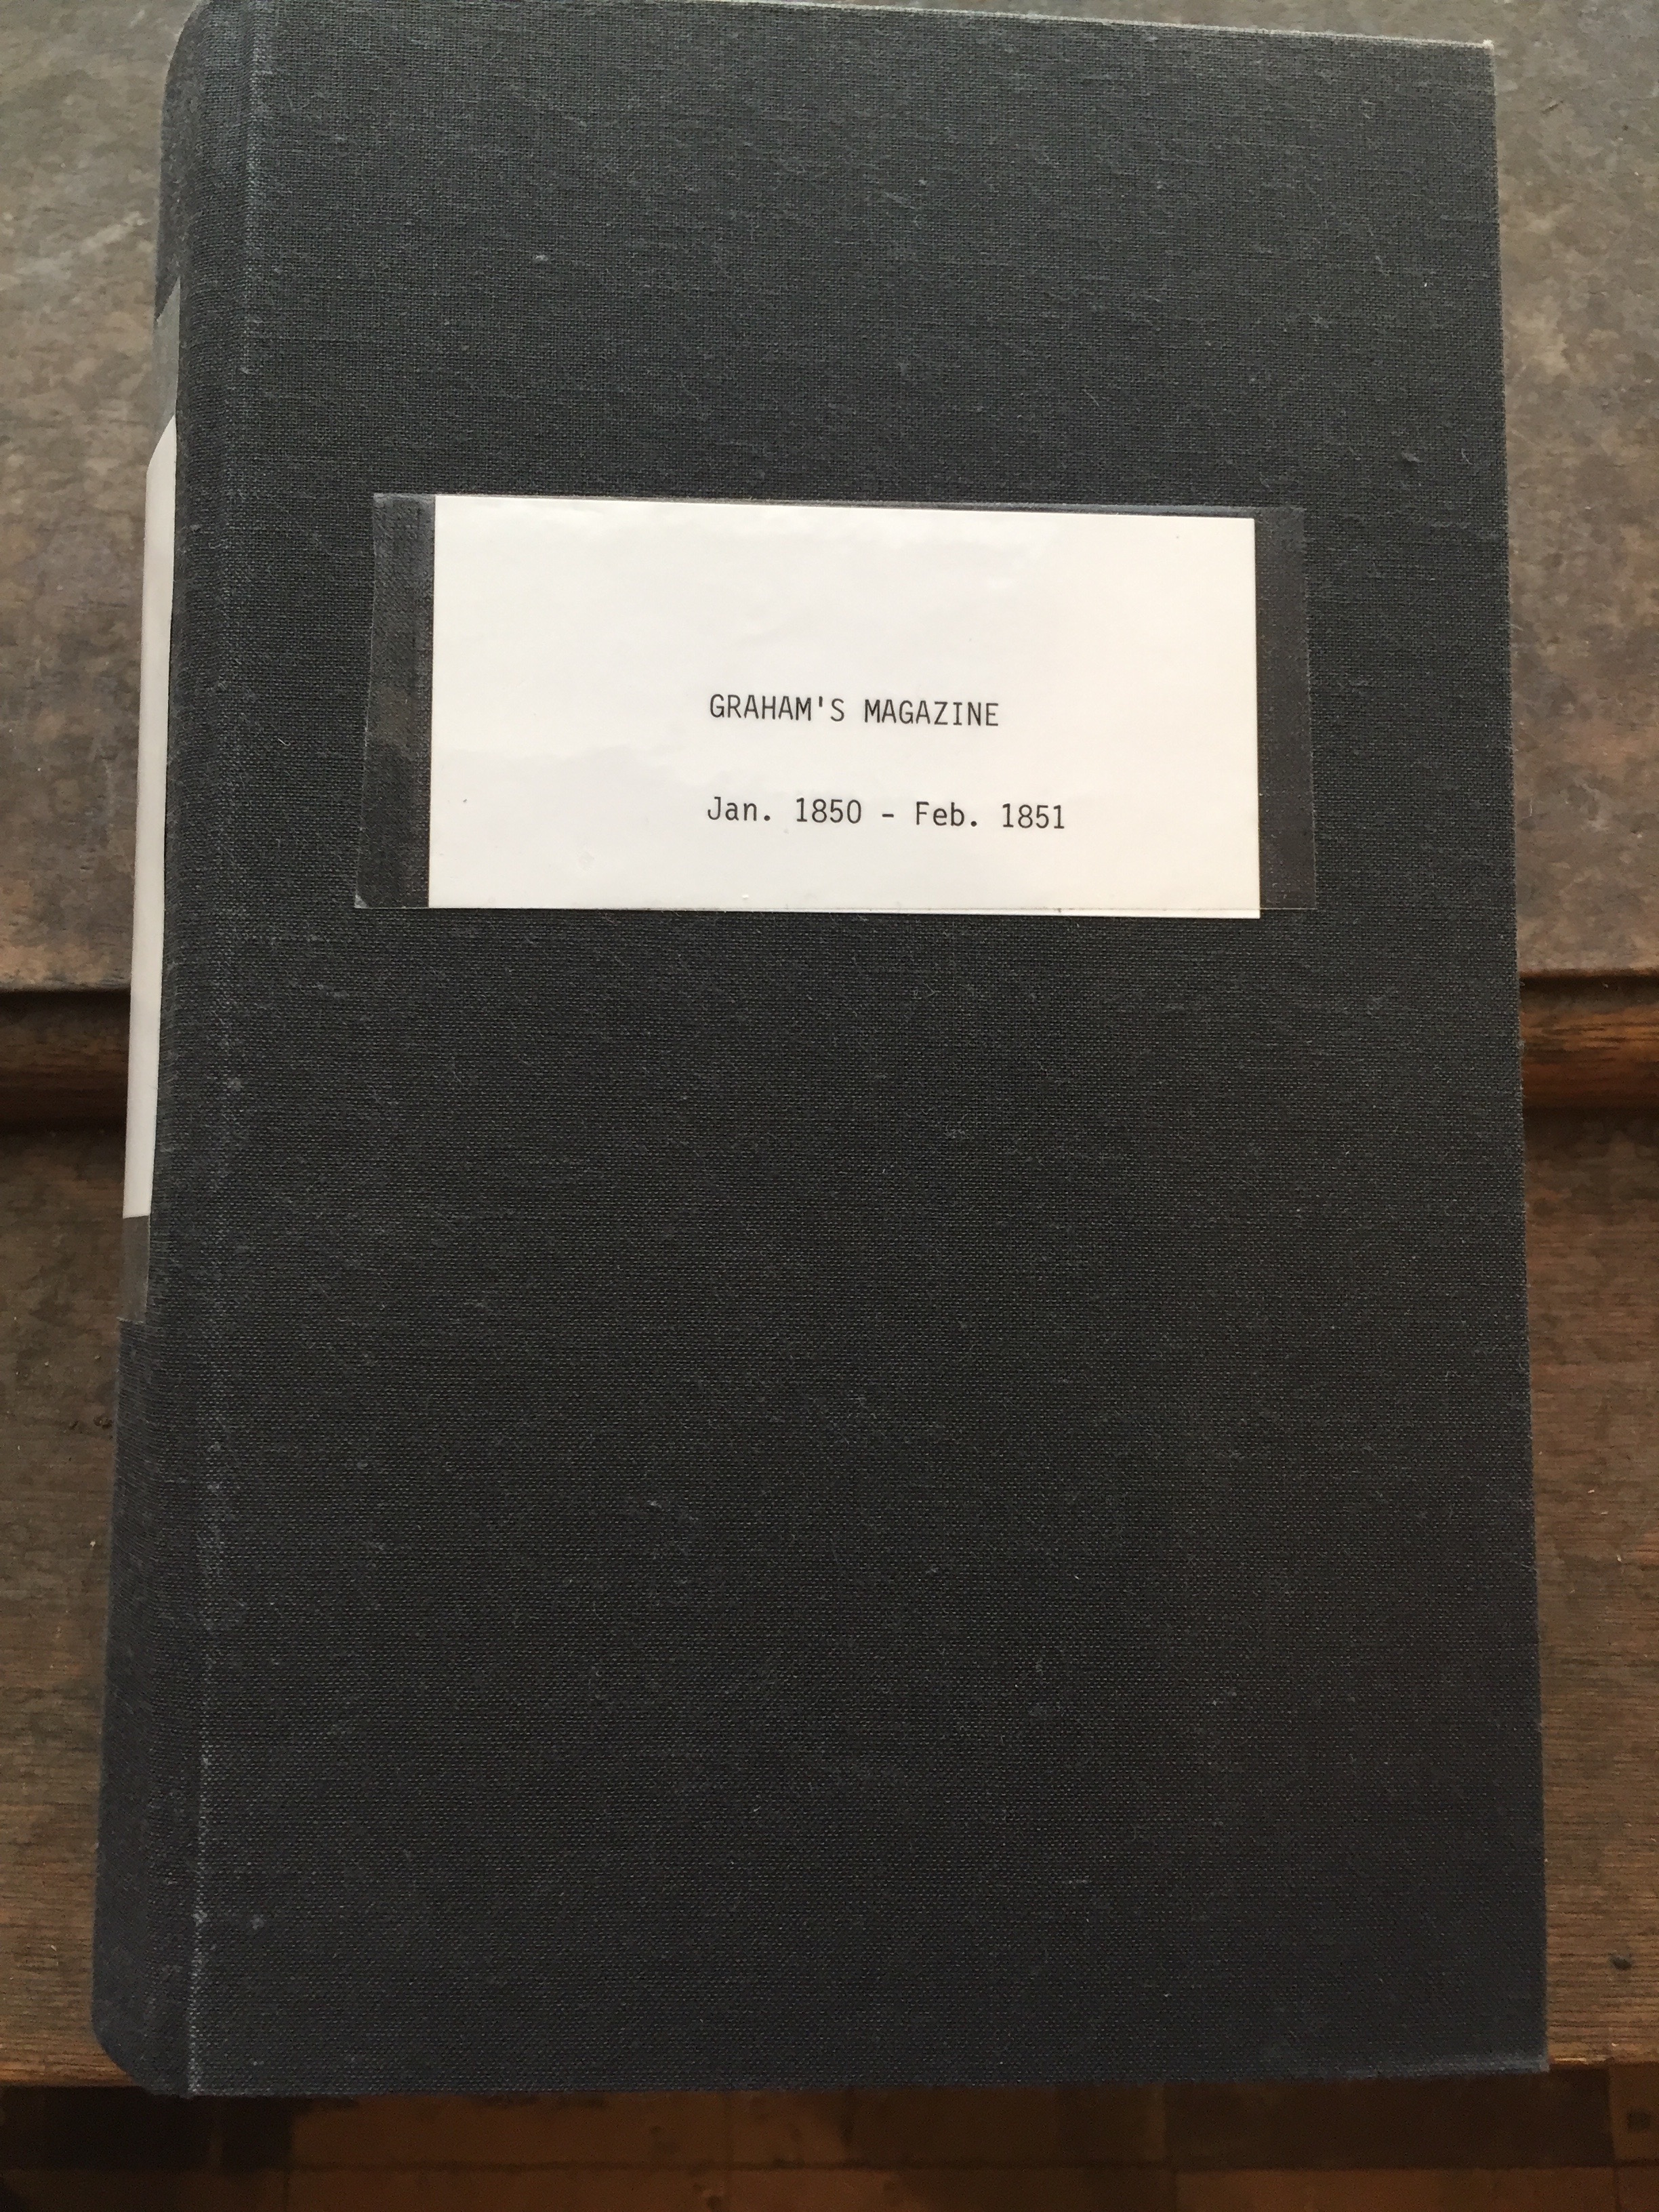 GRAHAM'S MAGAZINE
Jan. 1850 - Feb. 1851